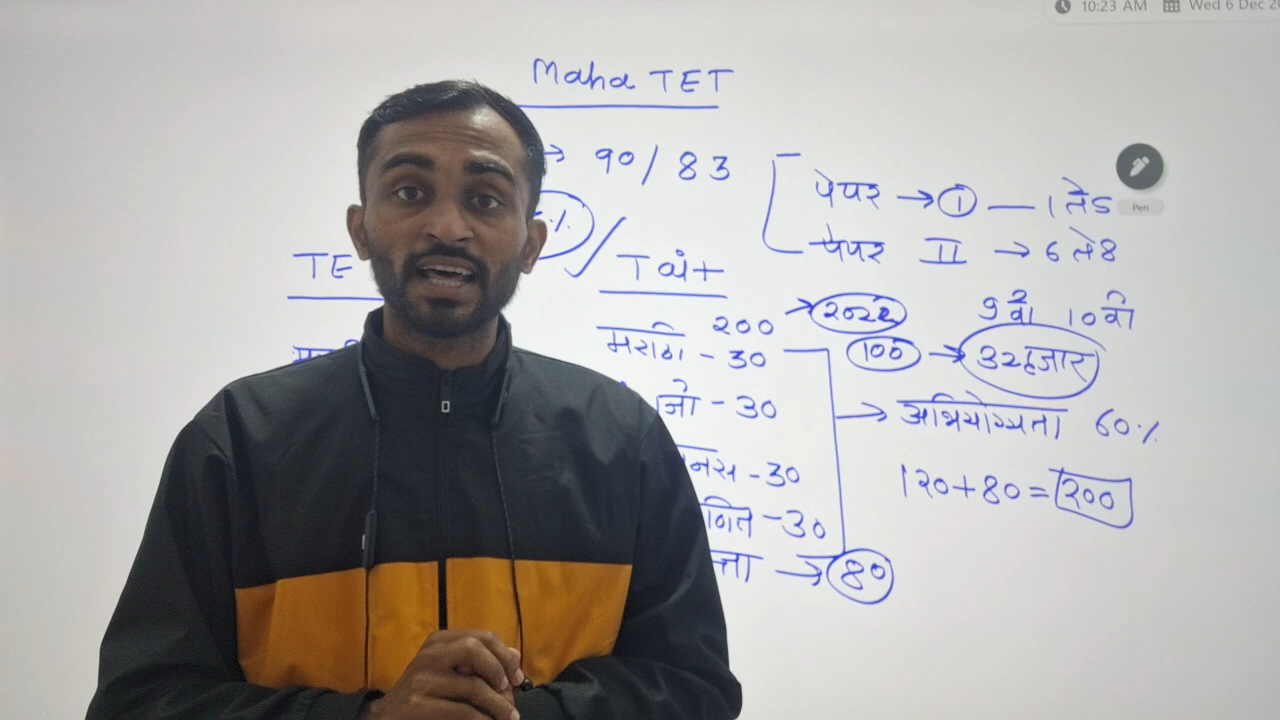 10:23 AM Wed 6 Dec
Maha TET
→ 90 / 83
पेपर → ① — 1 ते 5
Pen
पेपर II → 6 ते 8
TE
Tait
200 → 2022
9 वी 10 वी
मराठी - 30
100 → 32 हजार
- 30
→ अभियोग्यता 60%
- 30
120 + 80 = 200
- 30
→ 80